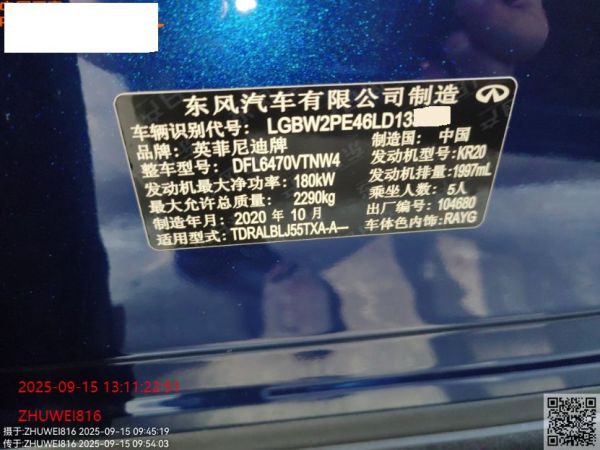 东风汽车有限公司制造
车辆识别代号: LGBW2PE46LD13
品牌: 英菲尼迪牌 制造国: 中国
整车型号: DFL6470VTNW4 发动机型号: KR20
发动机最大净功率: 180kW 发动机排量: 1997mL
最大允许总质量: 2290kg 乘坐人数: 5人
制造年月: 2020 年 10 月 出厂编号: 104680
适用型号: TDRALBLJ55TXA-A— 车体色内饰: RAYG
2025-09-15 13:11:22:51
ZHUWEI816
摄于:ZHUWEI816 2025-09-15 09:45:19
传于:ZHUWEI816 2025-09-15 09:54:03